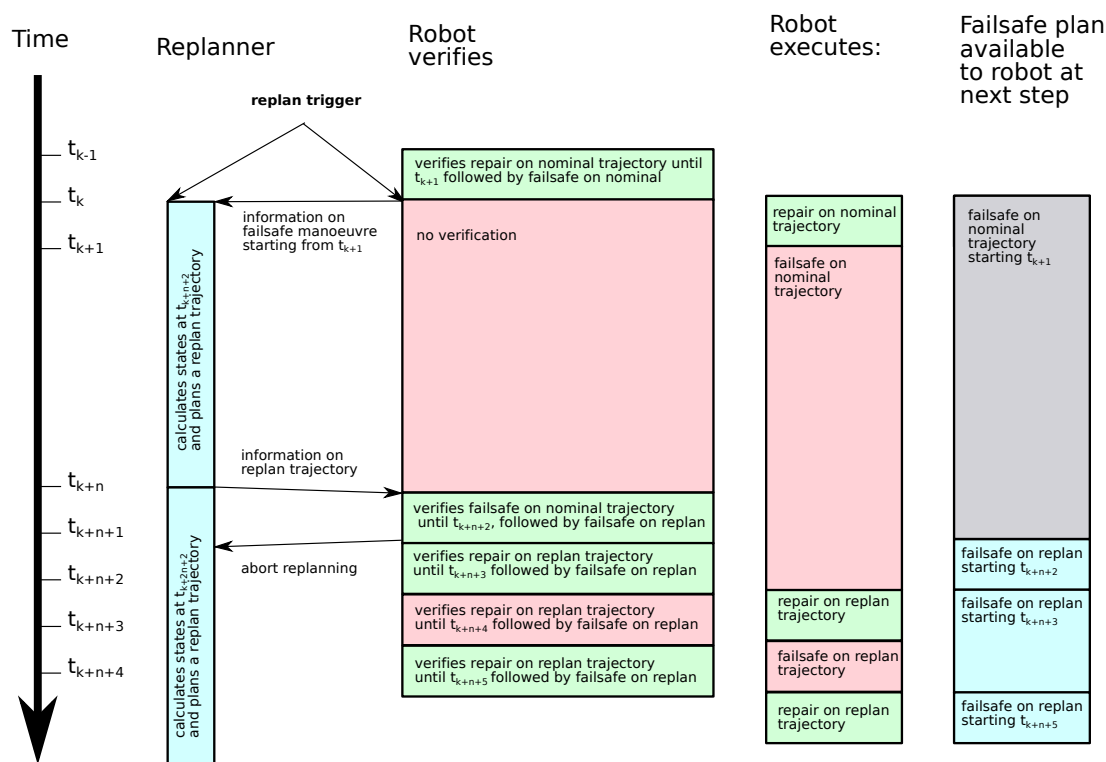 Time
Replanner
Robot
verifies
Robot
executes:
Failsafe plan
available
to robot at
next step
replan trigger
t_{k-1}
t_k
t_{k+1}
t_{k+n}
t_{k+n+1}
t_{k+n+2}
t_{k+n+3}
t_{k+n+4}
calculates states at t_{k+n+2}
and plans a replan trajectory
calculates states at t_{k+2n+2}
and plans a replan trajectory
information on
failsafe manoeuvre
starting from t_{k+1}
information on
replan trajectory
abort replanning
verifies repair on nominal trajectory until
t_{k+1} followed by failsafe on nominal
no verification
verifies failsafe on nominal trajectory
until t_{k+n+2}, followed by failsafe on replan
verifies repair on replan trajectory
until t_{k+n+3} followed by failsafe on replan
verifies repair on replan trajectory
until t_{k+n+4} followed by failsafe on replan
verifies repair on replan trajectory
until t_{k+n+5} followed by failsafe on replan
repair on nominal
trajectory
failsafe on
nominal
trajectory
repair on replan
trajectory
failsafe on replan
trajectory
repair on replan
trajectory
failsafe on
nominal
trajectory
starting t_{k+1}
failsafe on replan
starting t_{k+n+2}
failsafe on replan
starting t_{k+n+3}
failsafe on replan
starting t_{k+n+5}